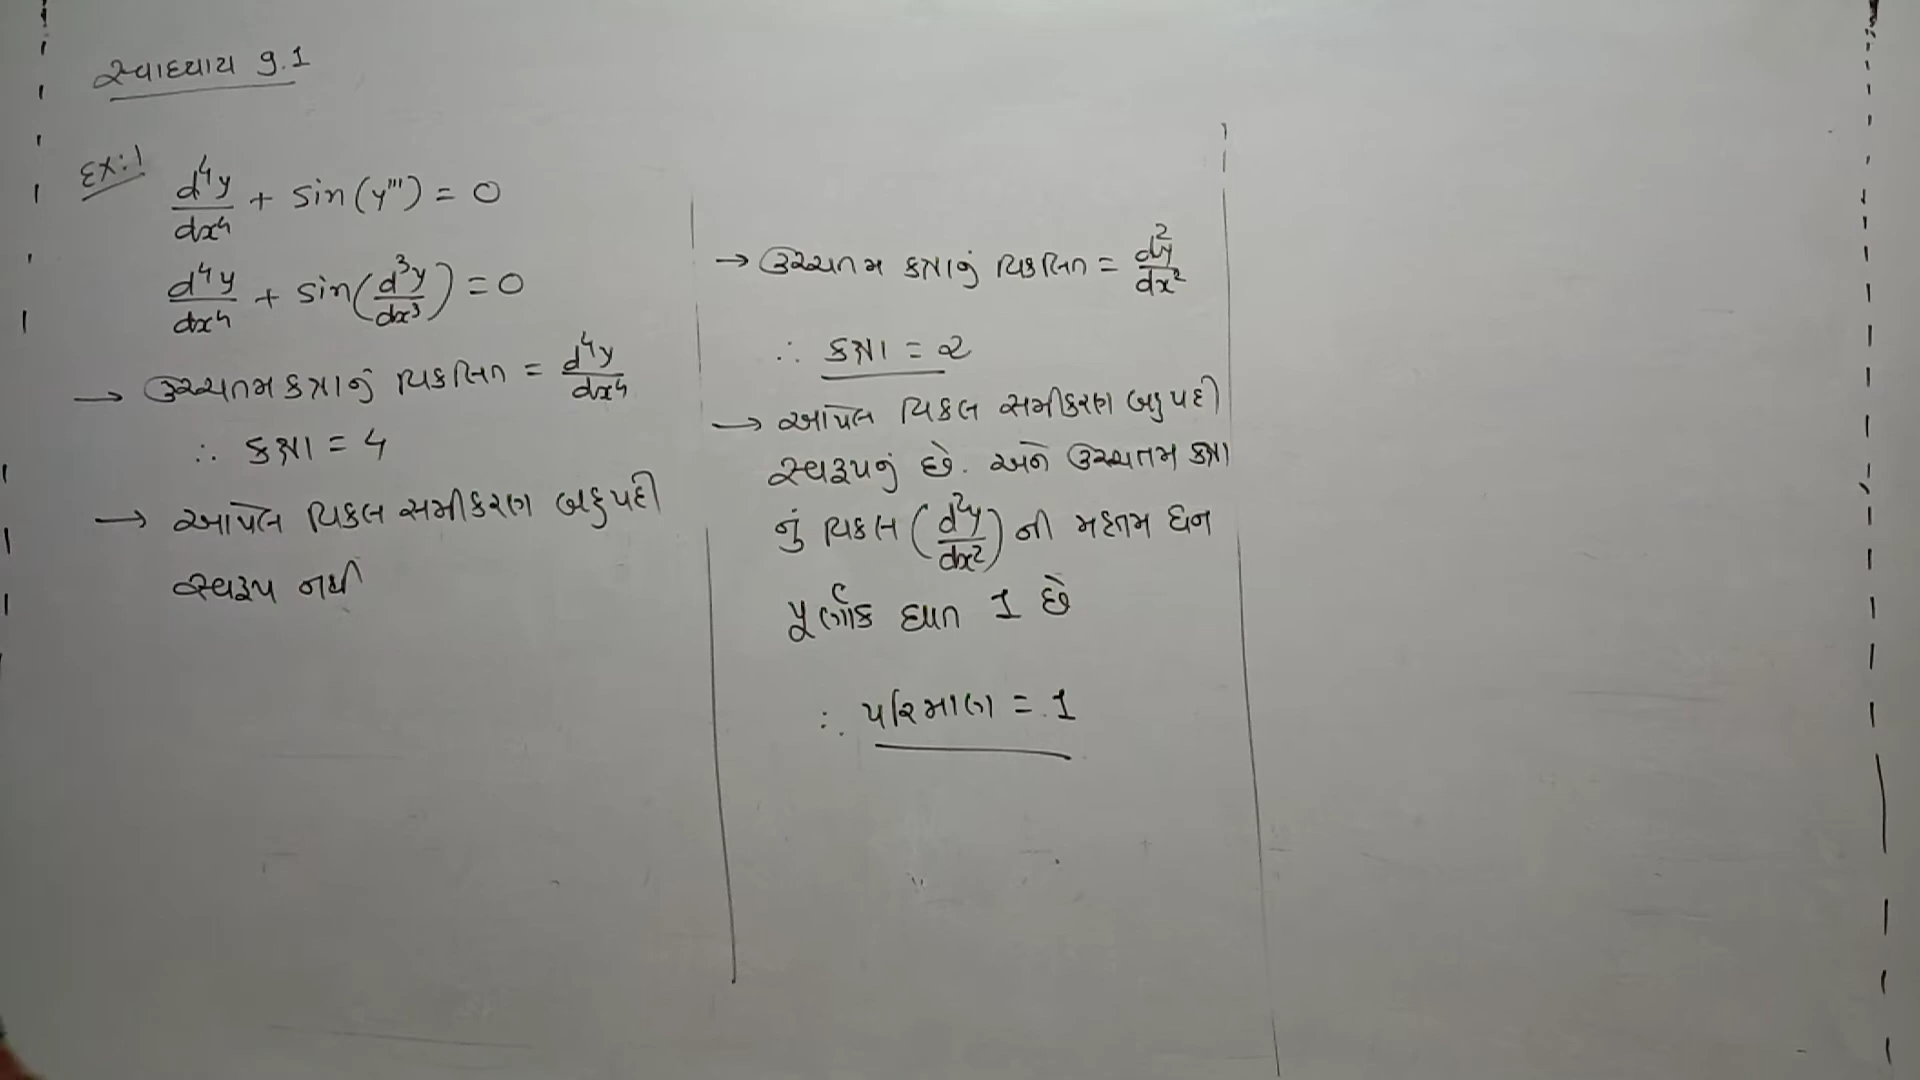 સ્વાધ્યાય 9.1
Ex:1
d⁴y/dx⁴ + sin(y''') = 0
d⁴y/dx⁴ + sin(d³y/dx³) = 0
→ ઉચ્ચતમ કક્ષાનું વિકલિત = d⁴y/dx⁴
∴ કક્ષા = 4
→ આપેલ વિકલ સમીકરણ બહુપદી
સ્વરૂપ નથી
→ ઉચ્ચતમ કક્ષાનું વિકલિત = d²y/dx²
∴ કક્ષા = ૨
→ આપેલ વિકલ સમીકરણ બહુપદી
સ્વરૂપનું છે. અને ઉચ્ચતમ કક્ષા
નું વિકલ (d²y/dx²) ની મહત્તમ ધન
પૂર્ણાંક ઘાત 1 છે
∴ પરિમાણ = 1